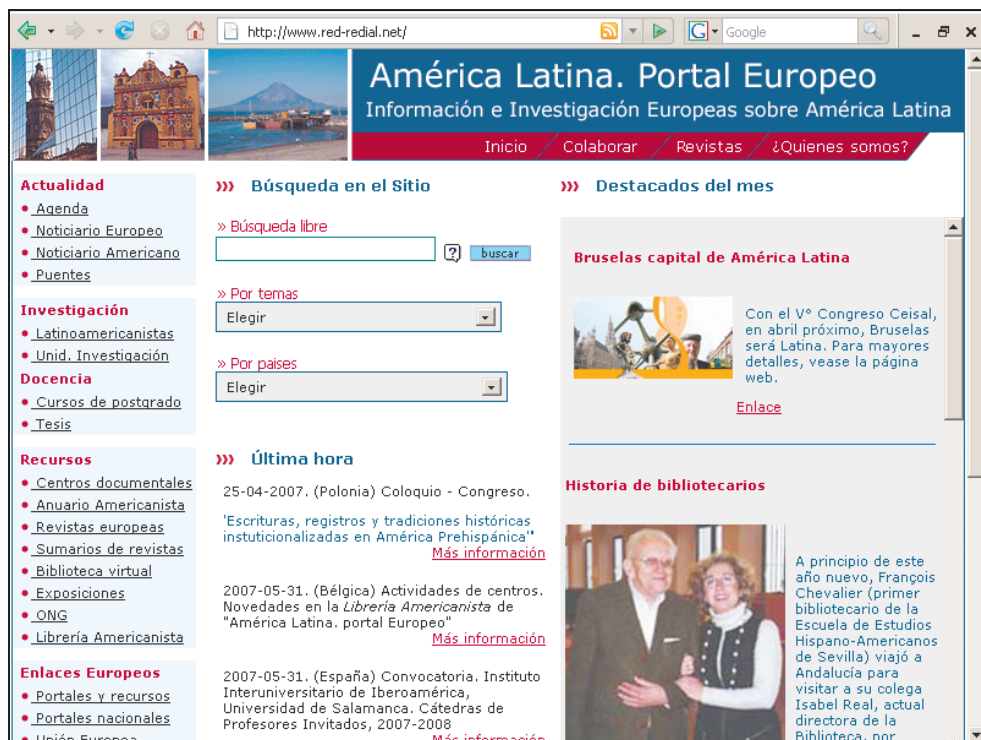 http://www.red-redial.net/
Google
América Latina. Portal Europeo
Información e Investigación Europeas sobre América Latina
Inicio
Colaborar
Revistas
¿Quienes somos?
Actualidad
Agenda
Noticiario Europeo
Noticiario Americano
Puentes
Investigación
Latinoamericanistas
Unid. Investigación
Docencia
Cursos de postgrado
Tesis
Recursos
Centros documentales
Anuario Americanista
Revistas europeas
Sumarios de revistas
Biblioteca virtual
Exposiciones
ONG
Librería Americanista
Enlaces Europeos
Portales y recursos
Portales nacionales
Unión Europea
Búsqueda en el Sitio
» Búsqueda libre
?
buscar
» Por temas
Elegir
» Por paises
Elegir
Última hora
25-04-2007. (Polonia) Coloquio - Congreso.
'Escrituras, registros y tradiciones históricas
instuticionalizadas en América Prehispánica'"
Más información
2007-05-31. (Bélgica) Actividades de centros.
Novedades en la Librería Americanista de
"América Latina. portal Europeo"
Más información
2007-05-31. (España) Convocatoria. Instituto
Interuniversitario de Iberoamérica,
Universidad de Salamanca. Cátedras de
Profesores Invitados, 2007-2008
Más información
Destacados del mes
Bruselas capital de América Latina
Con el Vº Congreso Ceisal,
en abril próximo, Bruselas
será Latina. Para mayores
detalles, vease la página
web.
Enlace
Historia de bibliotecarios
A principio de este
año nuevo, François
Chevalier (primer
bibliotecario de la
Escuela de Estudios
Hispano-Americanos
de Sevilla) viajó a
Andalucía para
visitar a su colega
Isabel Real, actual
directora de la
Biblioteca, por